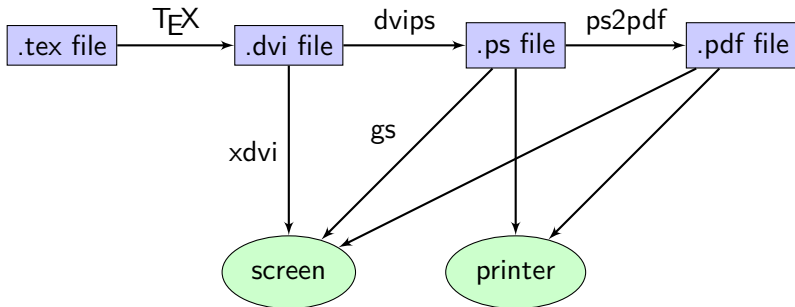 TEX
dvips
ps2pdf
.tex file
.dvi file
.ps file
.pdf file
xdvi
gs
screen
printer